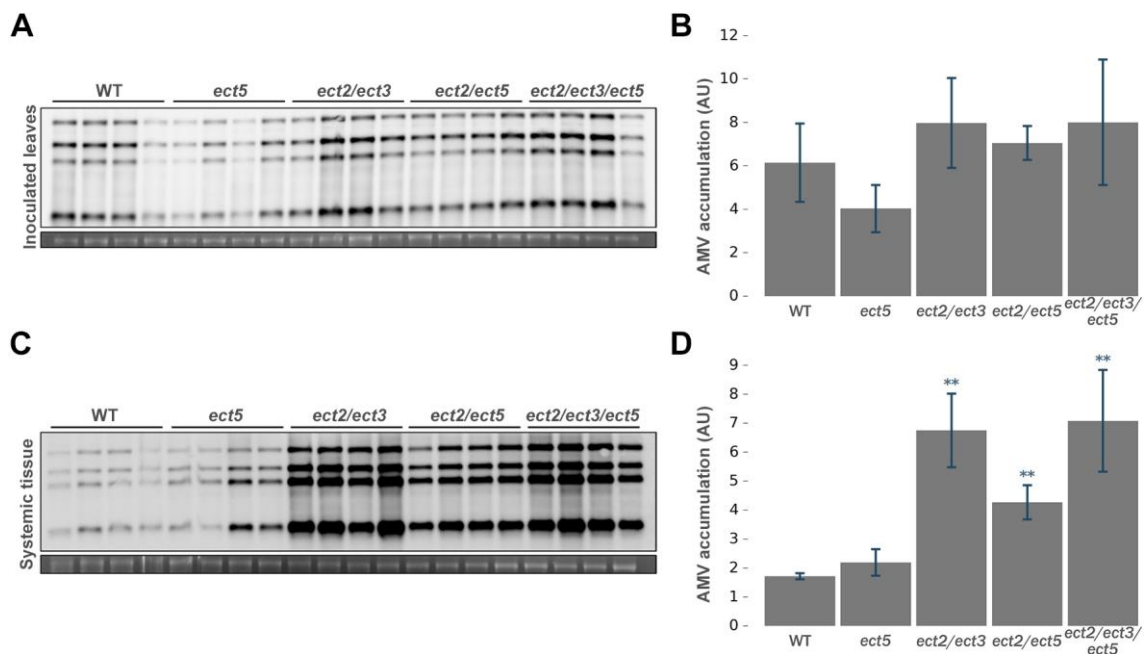 A
WT ect5 ect2/ect3 ect2/ect5 ect2/ect3/ect5
Inoculated leaves
B
AMV accumulation (AU)
12
10
8
6
4
2
0
WT ect5 ect2/ect3 ect2/ect5 ect2/ect3/
ect5
C
WT ect5 ect2/ect3 ect2/ect5 ect2/ect3/ect5
Systemic tissue
D
AMV accumulation (AU)
9
8
7
6
5
4
3
2
1
0
**
**
**
WT ect5 ect2/ect3 ect2/ect5 ect2/ect3/
ect5